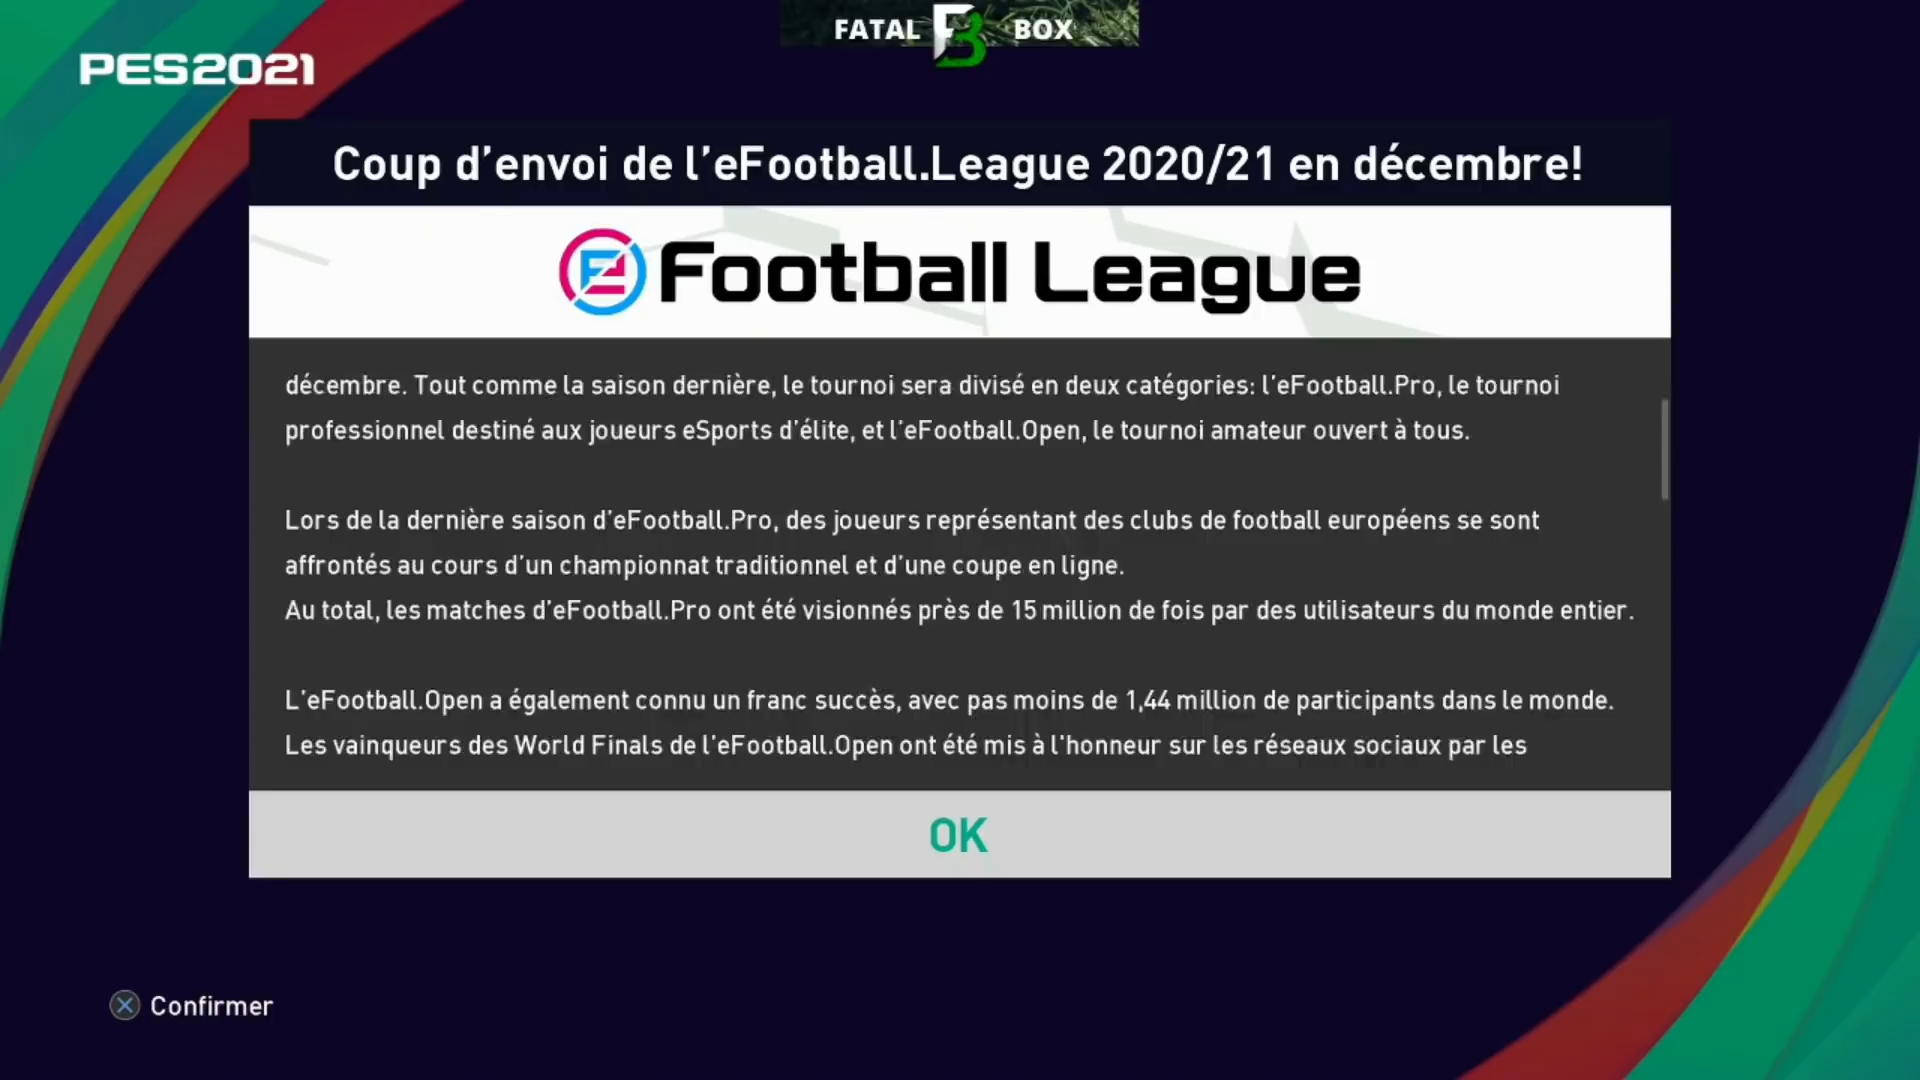 FATAL BOX
PES2021
Coup d’envoi de l’eFootball.League 2020/21 en décembre!
eFootball League
décembre. Tout comme la saison dernière, le tournoi sera divisé en deux catégories: l’eFootball.Pro, le tournoi
professionnel destiné aux joueurs eSports d’élite, et l’eFootball.Open, le tournoi amateur ouvert à tous.
Lors de la dernière saison d’eFootball.Pro, des joueurs représentant des clubs de football européens se sont
affrontés au cours d’un championnat traditionnel et d’une coupe en ligne.
Au total, les matches d’eFootball.Pro ont été visionnés près de 15 million de fois par des utilisateurs du monde entier.
L’eFootball.Open a également connu un franc succès, avec pas moins de 1,44 million de participants dans le monde.
Les vainqueurs des World Finals de l’eFootball.Open ont été mis à l'honneur sur les réseaux sociaux par les
OK
Confirmer